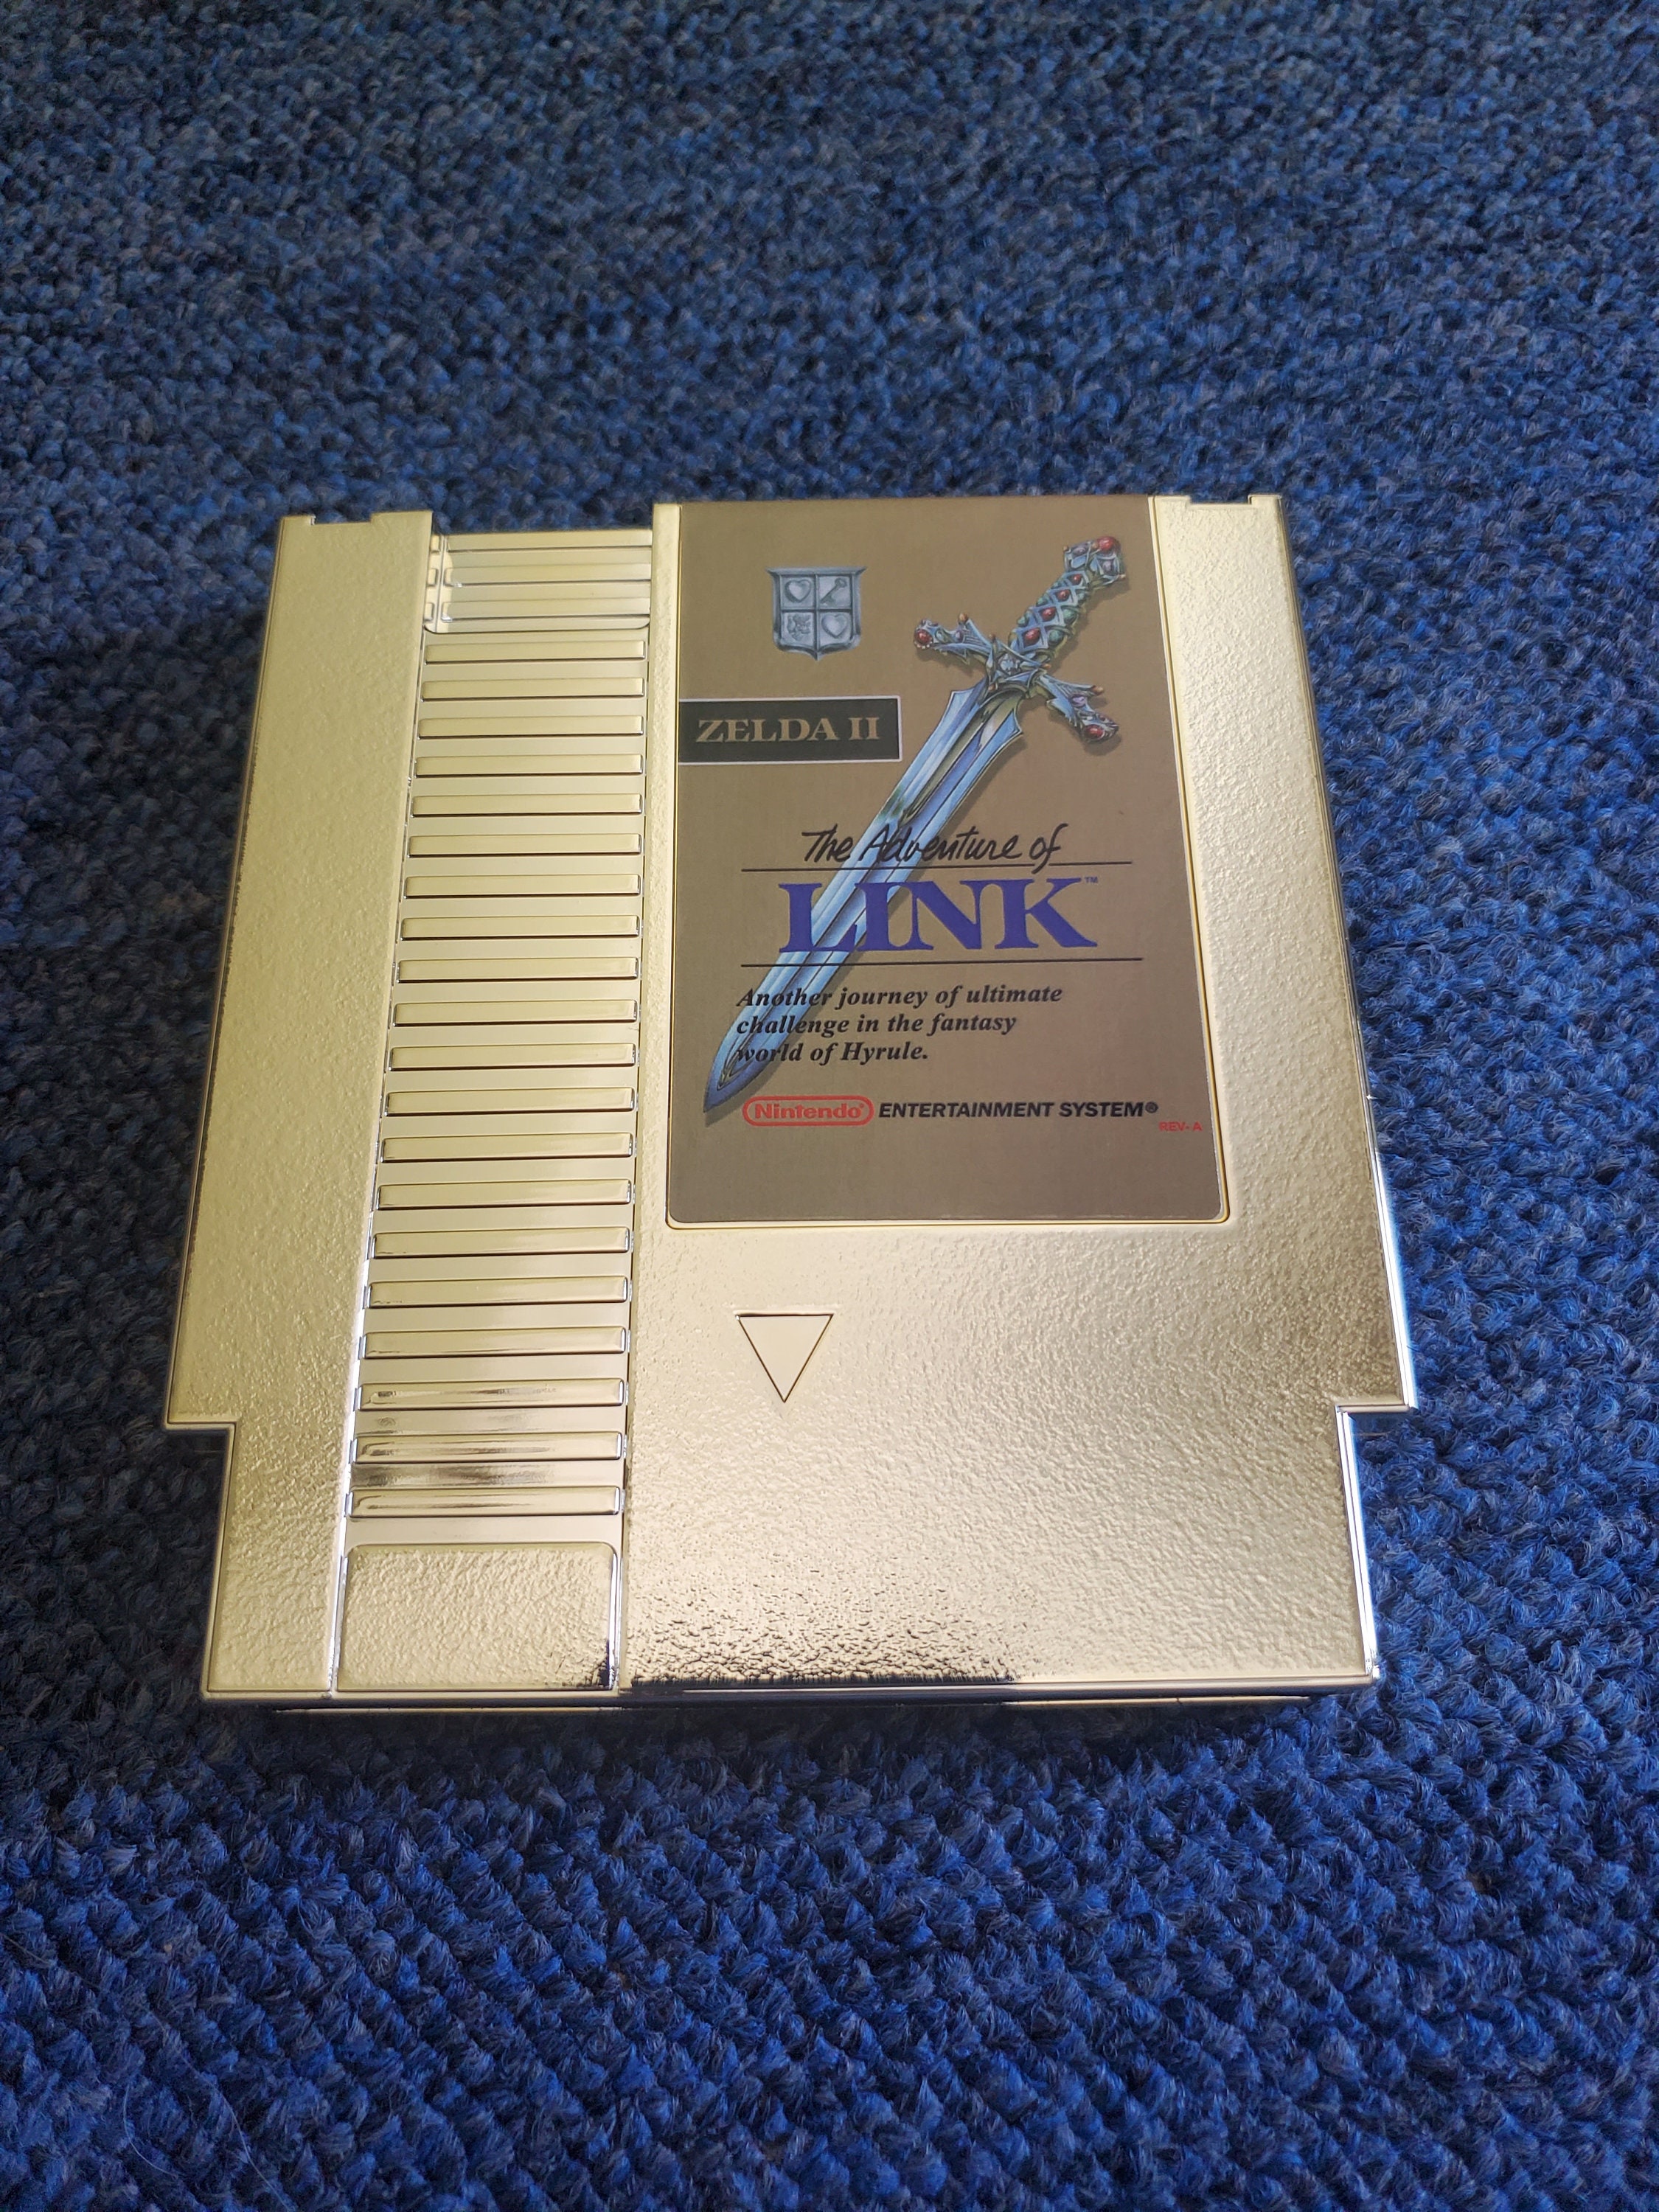 ZELDA II
The Adventure of
LINK™
Another journey of ultimate
challenge in the fantasy
world of Hyrule.
Nintendo® ENTERTAINMENT SYSTEM®
REV-A